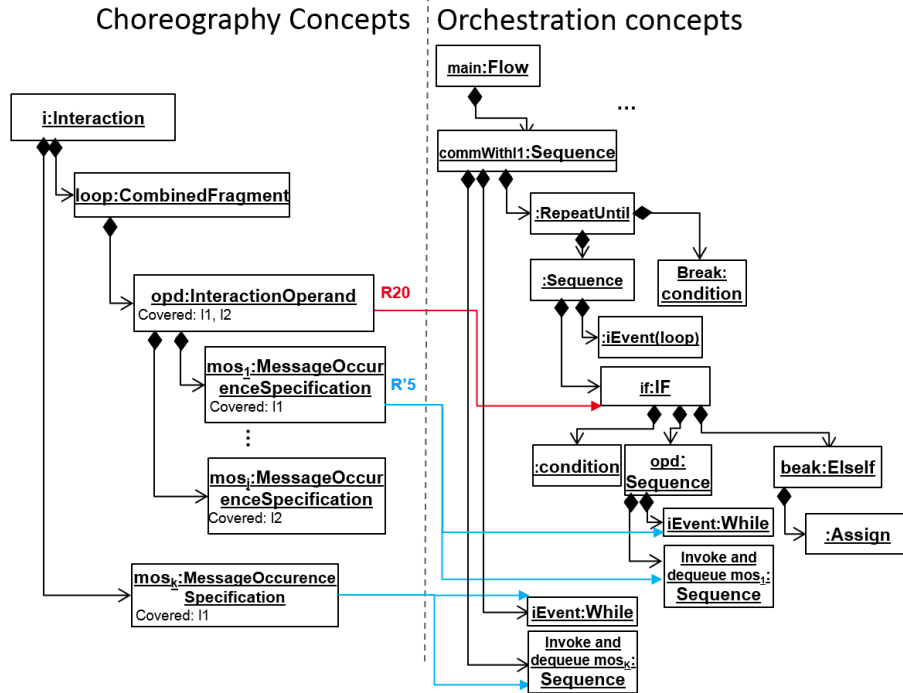 Choreography Concepts
Orchestration concepts
main:Flow
...
i:Interaction
commWithI1:Sequence
loop:CombinedFragment
:RepeatUntil
:Sequence
Break:
condition
opd:InteractionOperand
Covered: I1, I2
R20
:iEvent(loop)
mos1:MessageOccur
enceSpecification
Covered: I1
R'5
if:IF
...
:condition
opd:
Sequence
beak:ElseIf
mosi:MessageOccur
enceSpecification
Covered: I2
iEvent:While
:Assign
Invoke and
dequeue mos1:
Sequence
mosk:MessageOccurence
Specification
Covered: I1
iEvent:While
Invoke and
dequeue mosK:
Sequence